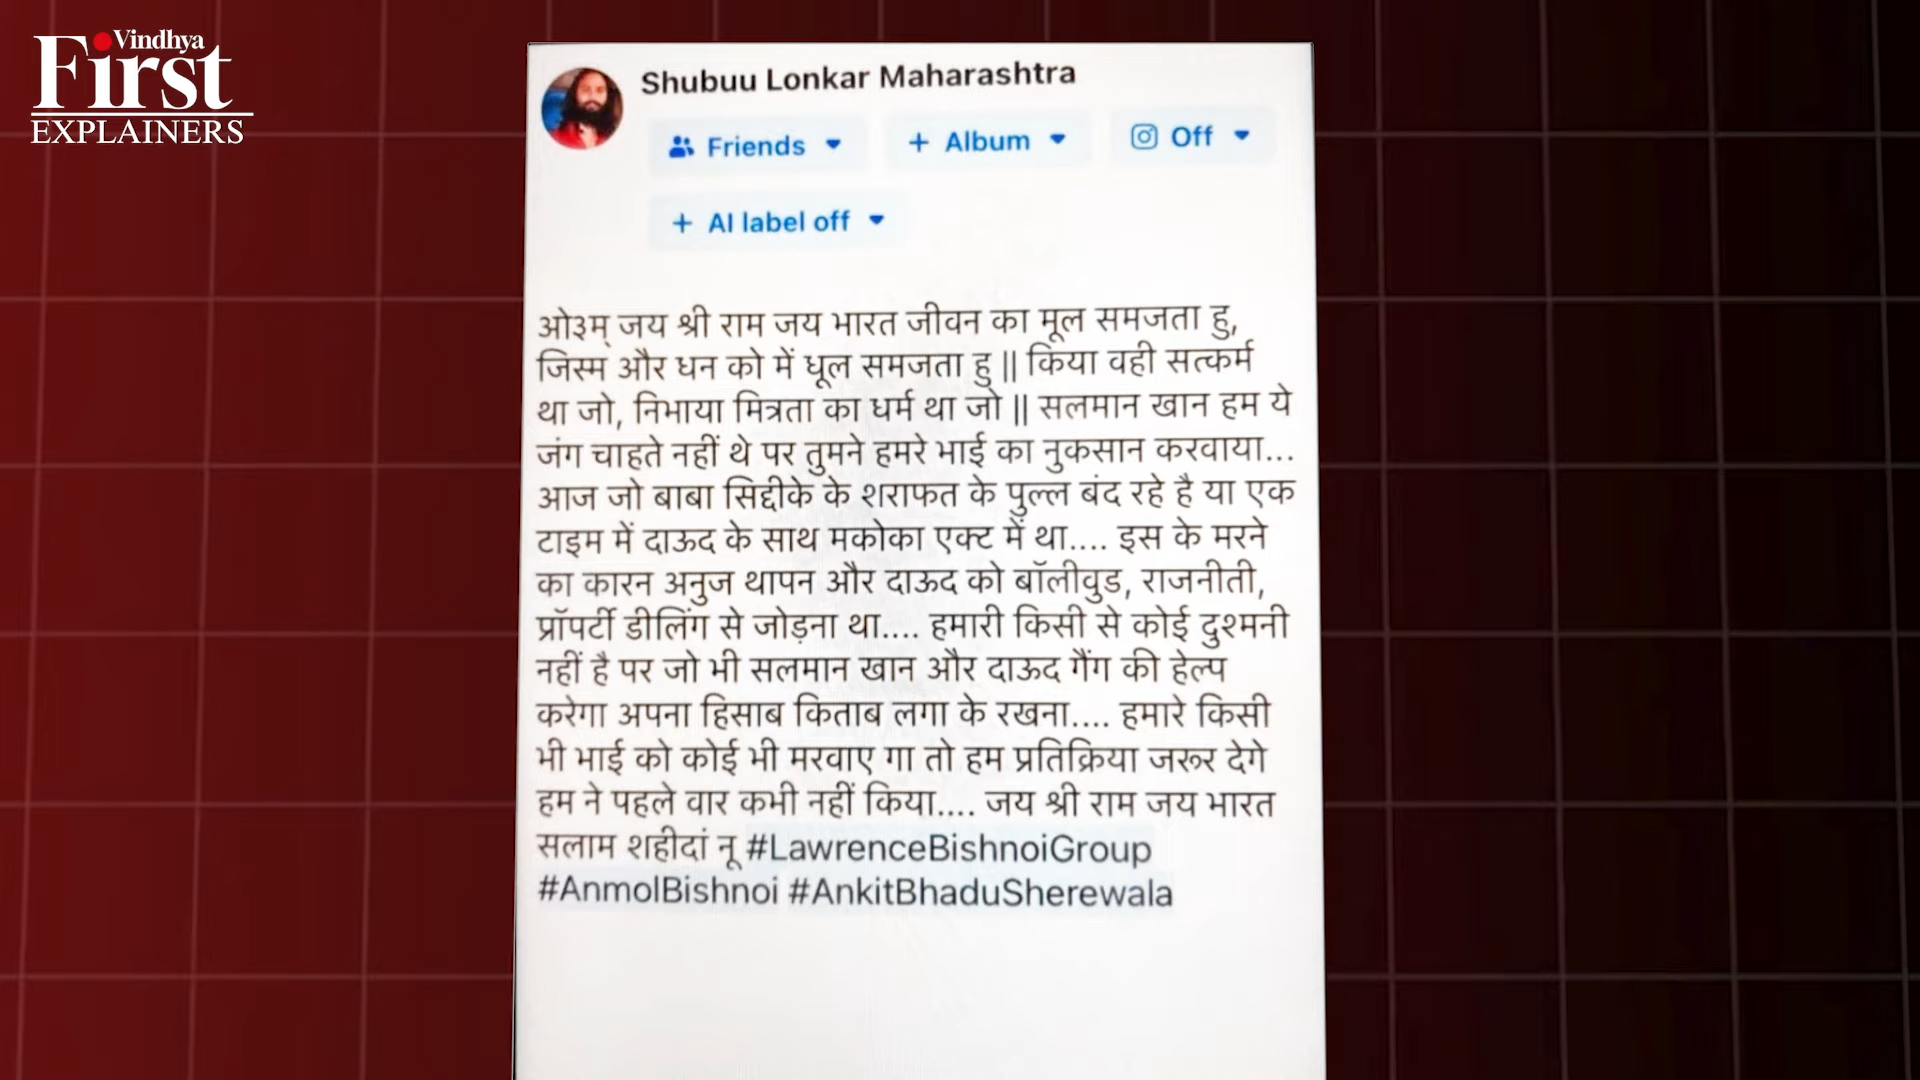 Vindhya
First
EXPLAINERS
Shubuu Lonkar Maharashtra
Friends
+ Album
Off
+ AI label off
ओ३म् जय श्री राम जय भारत जीवन का मूल समजता हु,
जिस्म और धन को में धूल समजता हु || किया वही सत्कर्म
था जो, निभाया मित्रता का धर्म था जो || सलमान खान हम ये
जंग चाहते नहीं थे पर तुमने हमरे भाई का नुकसान करवाया...
आज जो बाबा सिद्दीके के शराफत के पुल्ल बंद रहे है या एक
टाइम में दाऊद के साथ मकोका एक्ट में था.... इस के मरने
का कारन अनुज थापन और दाऊद को बॉलीवुड, राजनीती,
प्रॉपर्टी डीलिंग से जोड़ना था.... हमारी किसी से कोई दुश्मनी
नहीं है पर जो भी सलमान खान और दाऊद गैंग की हेल्प
करेगा अपना हिसाब किताब लगा के रखना.... हमारे किसी
भी भाई को कोई भी मरवाए गा तो हम प्रतिक्रिया जरूर देगे
हम ने पहले वार कभी नहीं किया.... जय श्री राम जय भारत
सलाम शहीदां नू #LawrenceBishnoiGroup
#AnmolBishnoi #AnkitBhaduSherewala